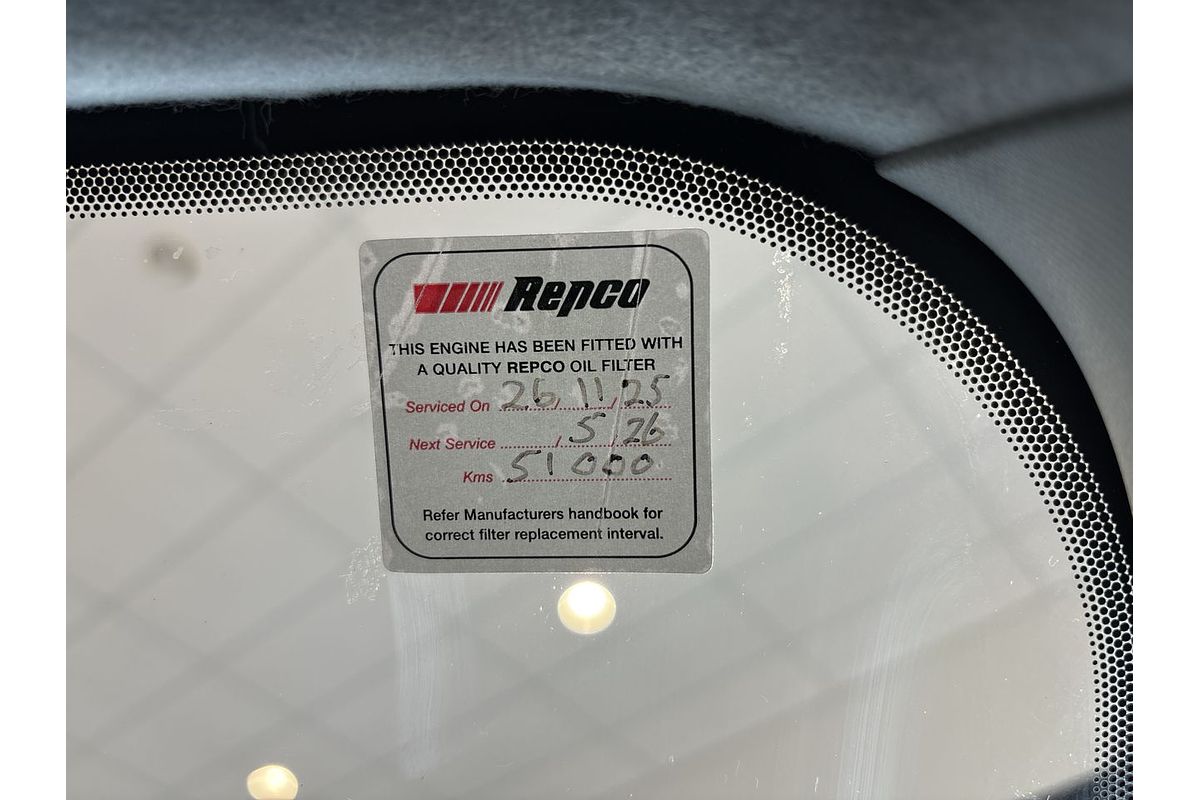 Repco
THIS ENGINE HAS BEEN FITTED WITH
A QUALITY REPCO OIL FILTER
Serviced On 26/11/25
Next Service ......../5/26
Kms 51000
Refer Manufacturers handbook for
correct filter replacement interval.